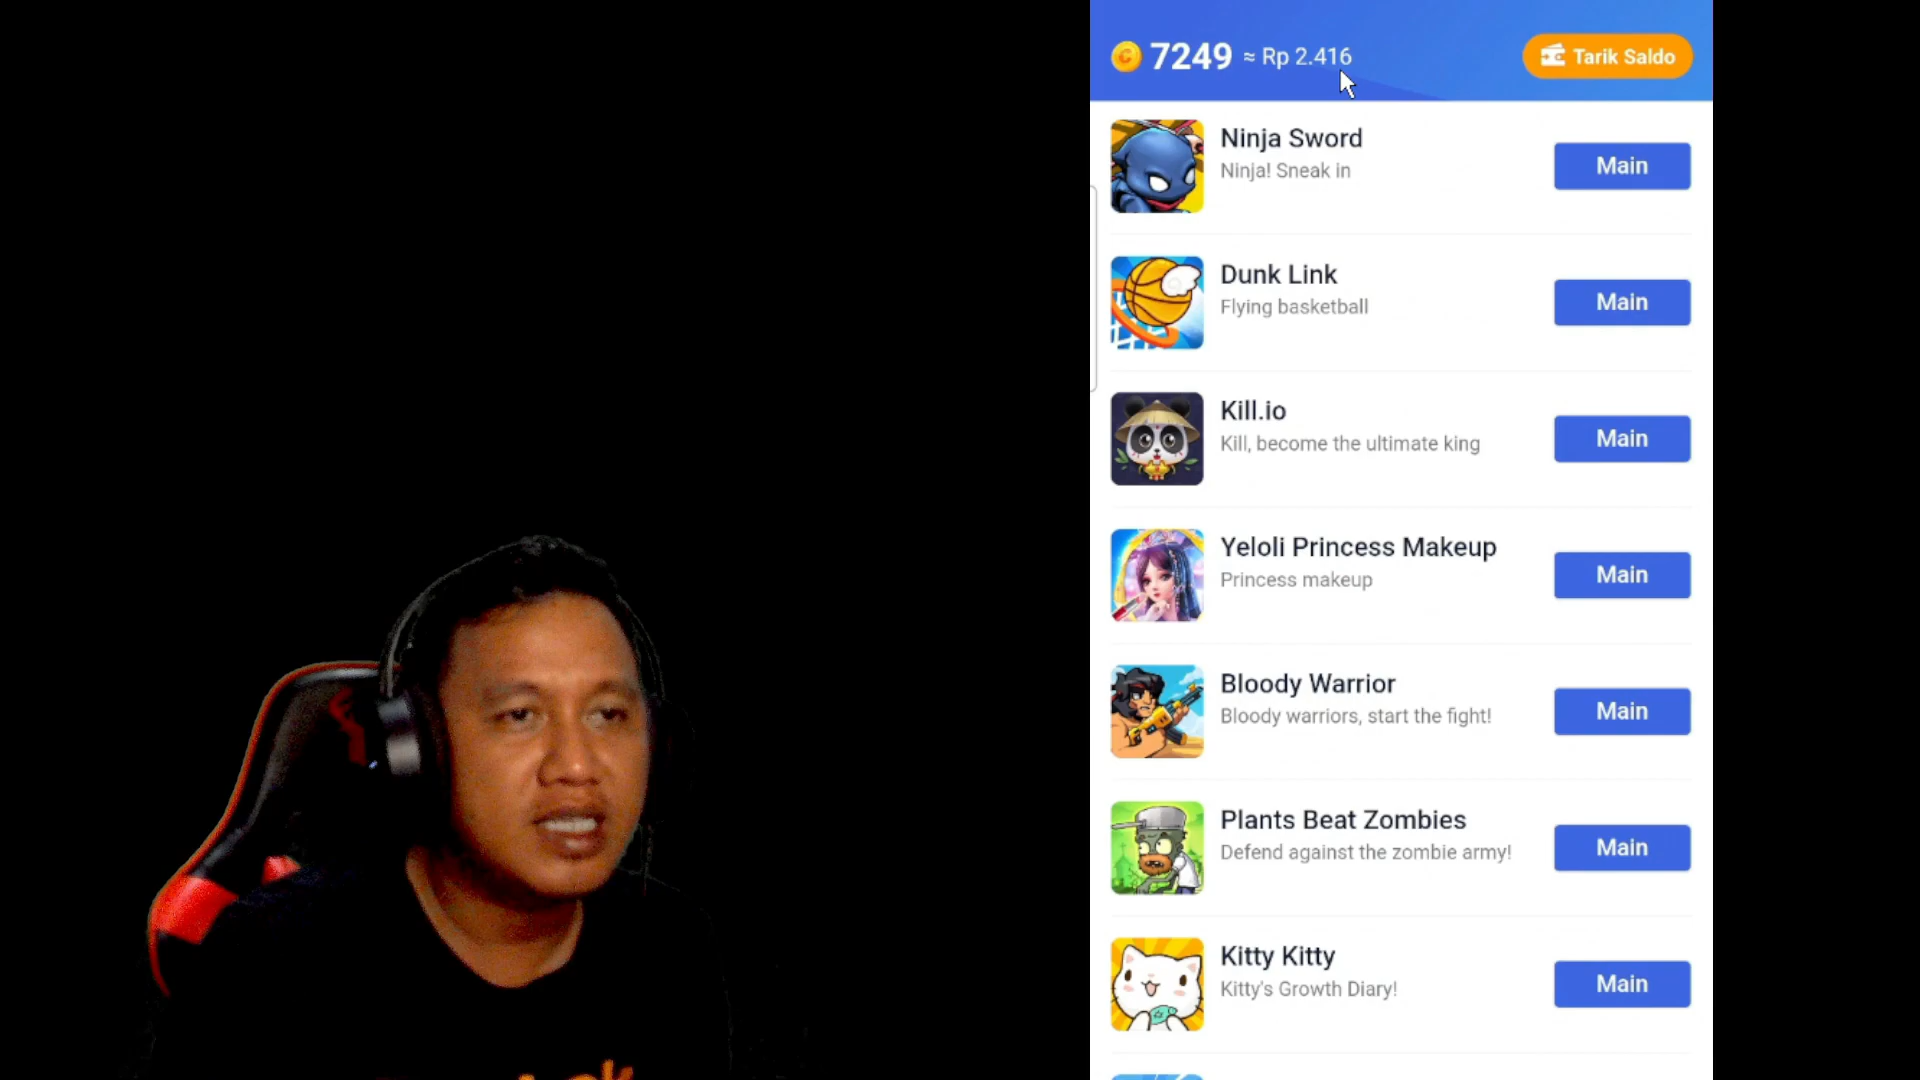 7249 ≈ Rp 2.416
Tarik Saldo
Ninja Sword
Ninja! Sneak in
Main
Dunk Link
Flying basketball
Main
Kill.io
Kill, become the ultimate king
Main
Yeloli Princess Makeup
Princess makeup
Main
Bloody Warrior
Bloody warriors, start the fight!
Main
Plants Beat Zombies
Defend against the zombie army!
Main
Kitty Kitty
Kitty's Growth Diary!
Main